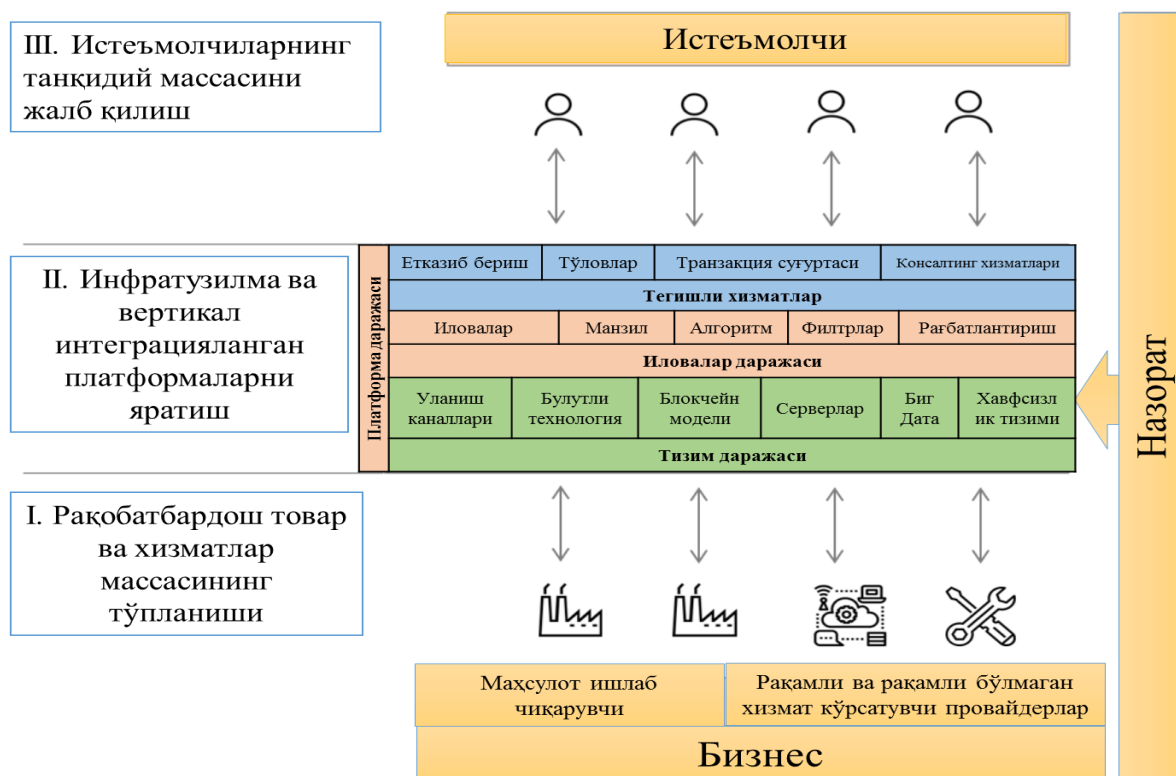 III. Истеъмолчиларнинг
танқидий массасини
жалб қилиш
Истеъмолчи
II. Инфратузилма ва
вертикал
интеграцияланган
платформаларни
яратиш
Платформа даражаси
Етказиб бериш
Тўловлар
Транзакция суғуртаси
Консалтинг хизматлари
Тегишли хизматлар
Иловалар
Манзил
Алгоритм
Филтрлар
Рағбатлантириш
Иловалар даражаси
Уланиш
каналлари
Булутли
технология
Блокчейн
модели
Серверлар
Биг
Дата
Хавфсизл
ик тизими
Тизим даражаси
Назорат
I. Рақобатбардош товар
ва хизматлар
массасининг
тўпланиши
Маҳсулот ишлаб
чиқарувчи
Рақамли ва рақамли бўлмаган
хизмат кўрсатувчи провайдерлар
Бизнес